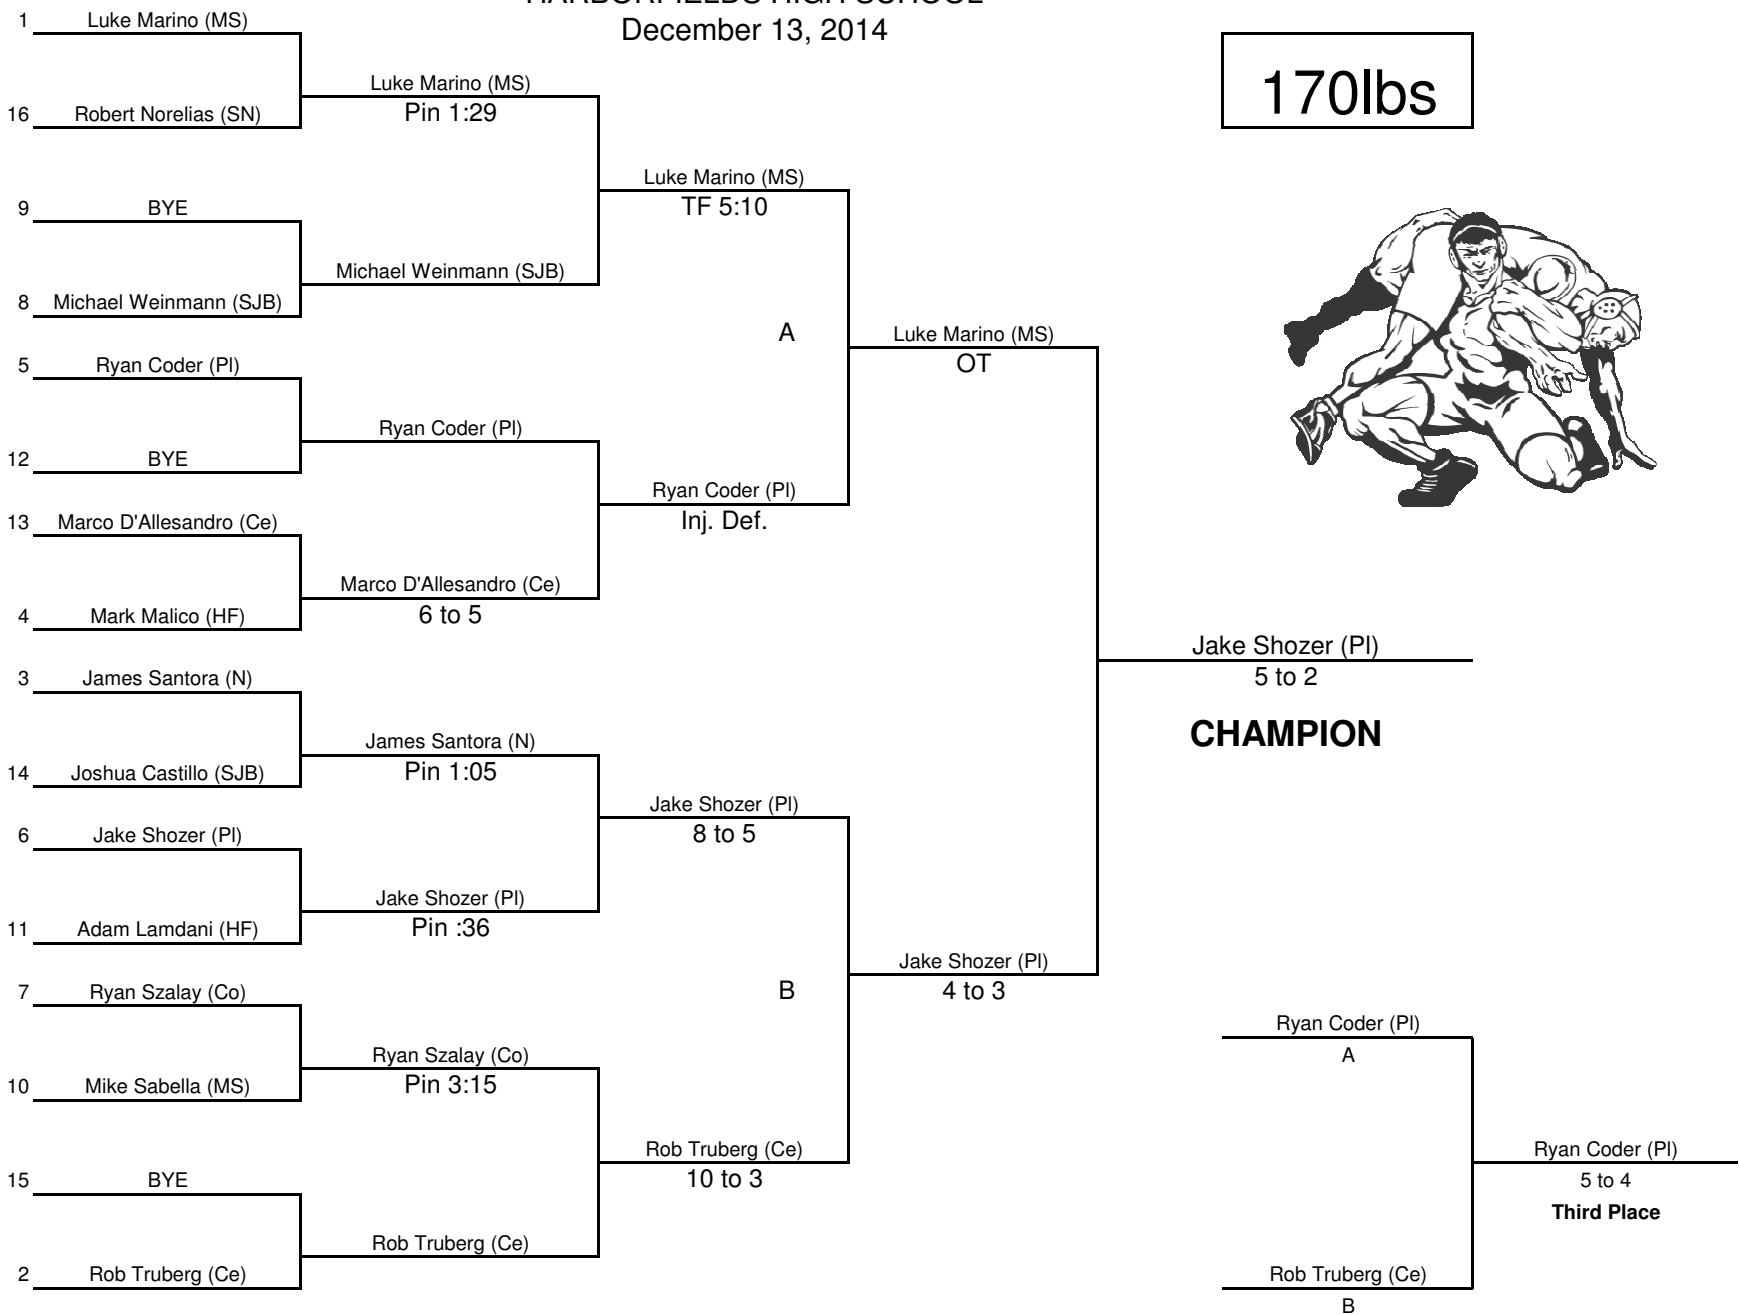 HARBORFIELDS HIGH SCHOOL
December 13, 2014
170lbs
1 Luke Marino (MS)
Luke Marino (MS)
Pin 1:29
16 Robert Norelias (SN)
Luke Marino (MS)
TF 5:10
9 BYE
Michael Weinmann (SJB)
8 Michael Weinmann (SJB)
A
Luke Marino (MS)
OT
5 Ryan Coder (Pl)
Ryan Coder (Pl)
12 BYE
Ryan Coder (Pl)
Inj. Def.
13 Marco D'Allesandro (Ce)
Marco D'Allesandro (Ce)
6 to 5
4 Mark Malico (HF)
Jake Shozer (Pl)
5 to 2
CHAMPION
3 James Santora (N)
James Santora (N)
Pin 1:05
14 Joshua Castillo (SJB)
Jake Shozer (Pl)
8 to 5
6 Jake Shozer (Pl)
Jake Shozer (Pl)
Pin :36
11 Adam Lamdani (HF)
B
Jake Shozer (Pl)
4 to 3
7 Ryan Szalay (Co)
Ryan Szalay (Co)
Pin 3:15
10 Mike Sabella (MS)
Rob Truberg (Ce)
10 to 3
15 BYE
Rob Truberg (Ce)
2 Rob Truberg (Ce)
Ryan Coder (Pl)
A
Ryan Coder (Pl)
5 to 4
Third Place
Rob Truberg (Ce)
B